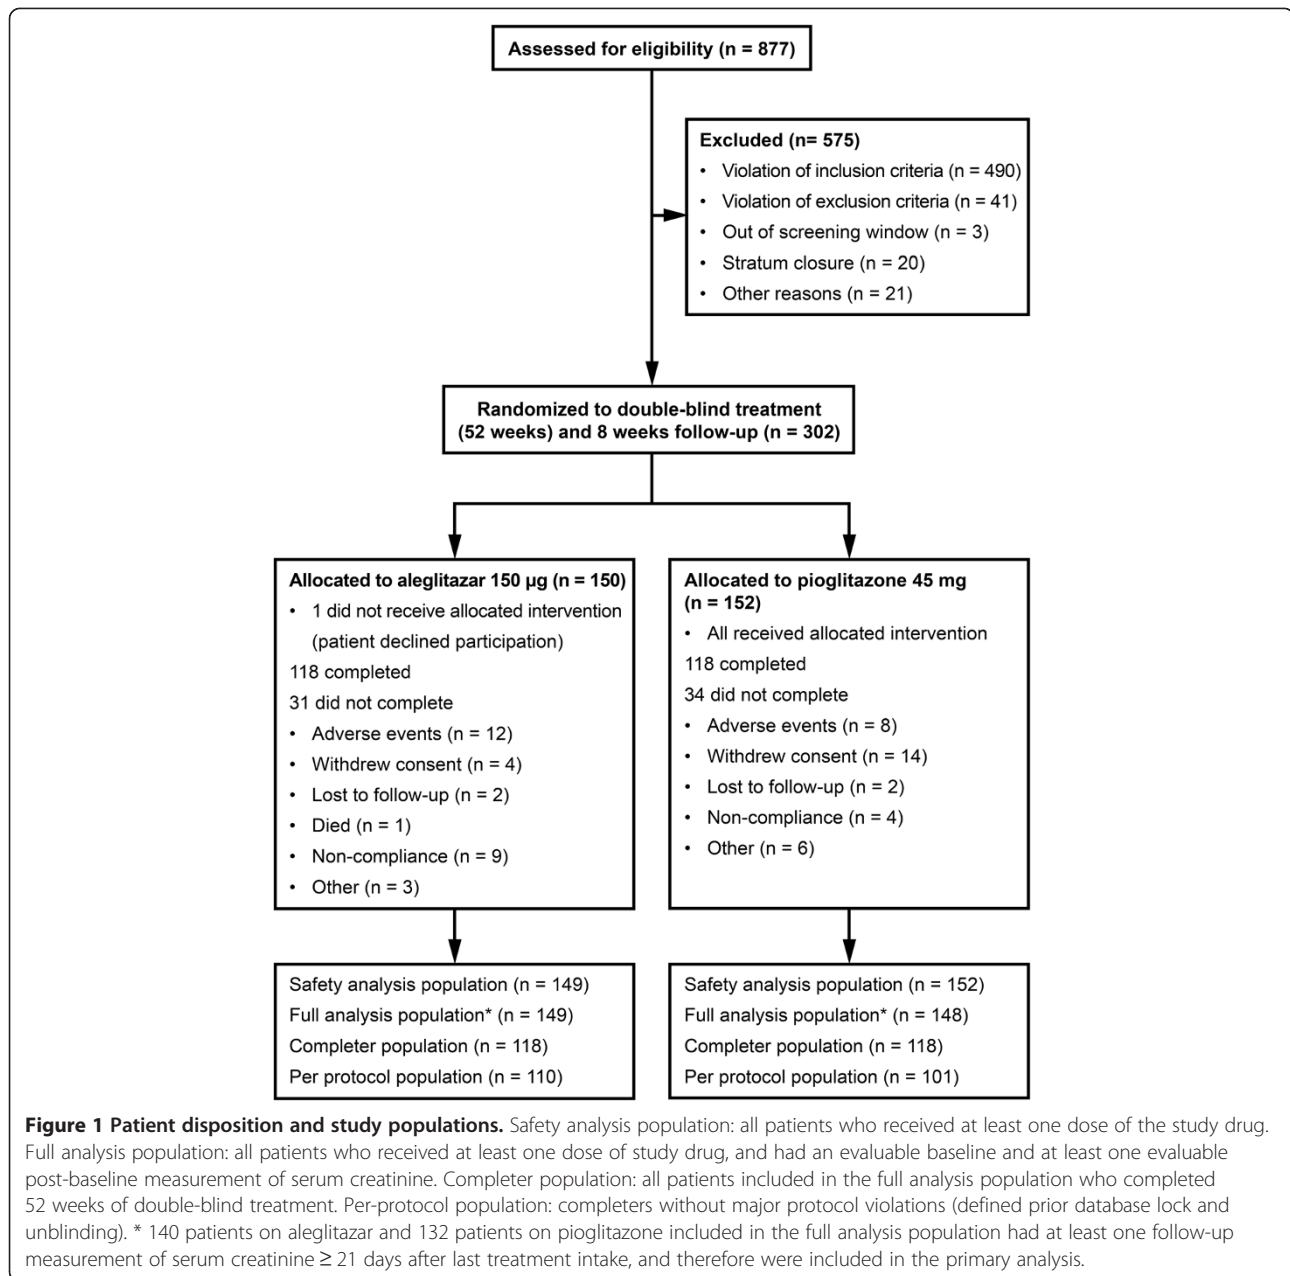 Assessed for eligibility (n = 877)
Excluded (n= 575)
• Violation of inclusion criteria (n = 490)
• Violation of exclusion criteria (n = 41)
• Out of screening window (n = 3)
• Stratum closure (n = 20)
• Other reasons (n = 21)
Randomized to double-blind treatment
(52 weeks) and 8 weeks follow-up (n = 302)
Allocated to aleglitazar 150 µg (n = 150)
• 1 did not receive allocated intervention
(patient declined participation)
118 completed
31 did not complete
• Adverse events (n = 12)
• Withdrew consent (n = 4)
• Lost to follow-up (n = 2)
• Died (n = 1)
• Non-compliance (n = 9)
• Other (n = 3)
Allocated to pioglitazone 45 mg
(n = 152)
• All received allocated intervention
118 completed
34 did not complete
• Adverse events (n = 8)
• Withdrew consent (n = 14)
• Lost to follow-up (n = 2)
• Non-compliance (n = 4)
• Other (n = 6)
Safety analysis population (n = 149)
Full analysis population* (n = 149)
Completer population (n = 118)
Per protocol population (n = 110)
Safety analysis population (n = 152)
Full analysis population* (n = 148)
Completer population (n = 118)
Per protocol population (n = 101)
Figure 1 Patient disposition and study populations. Safety analysis population: all patients who received at least one dose of the study drug.
Full analysis population: all patients who received at least one dose of study drug, and had an evaluable baseline and at least one evaluable
post-baseline measurement of serum creatinine. Completer population: all patients included in the full analysis population who completed
52 weeks of double-blind treatment. Per-protocol population: completers without major protocol violations (defined prior database lock and
unblinding). * 140 patients on aleglitazar and 132 patients on pioglitazone included in the full analysis population had at least one follow-up
measurement of serum creatinine ≥ 21 days after last treatment intake, and therefore were included in the primary analysis.